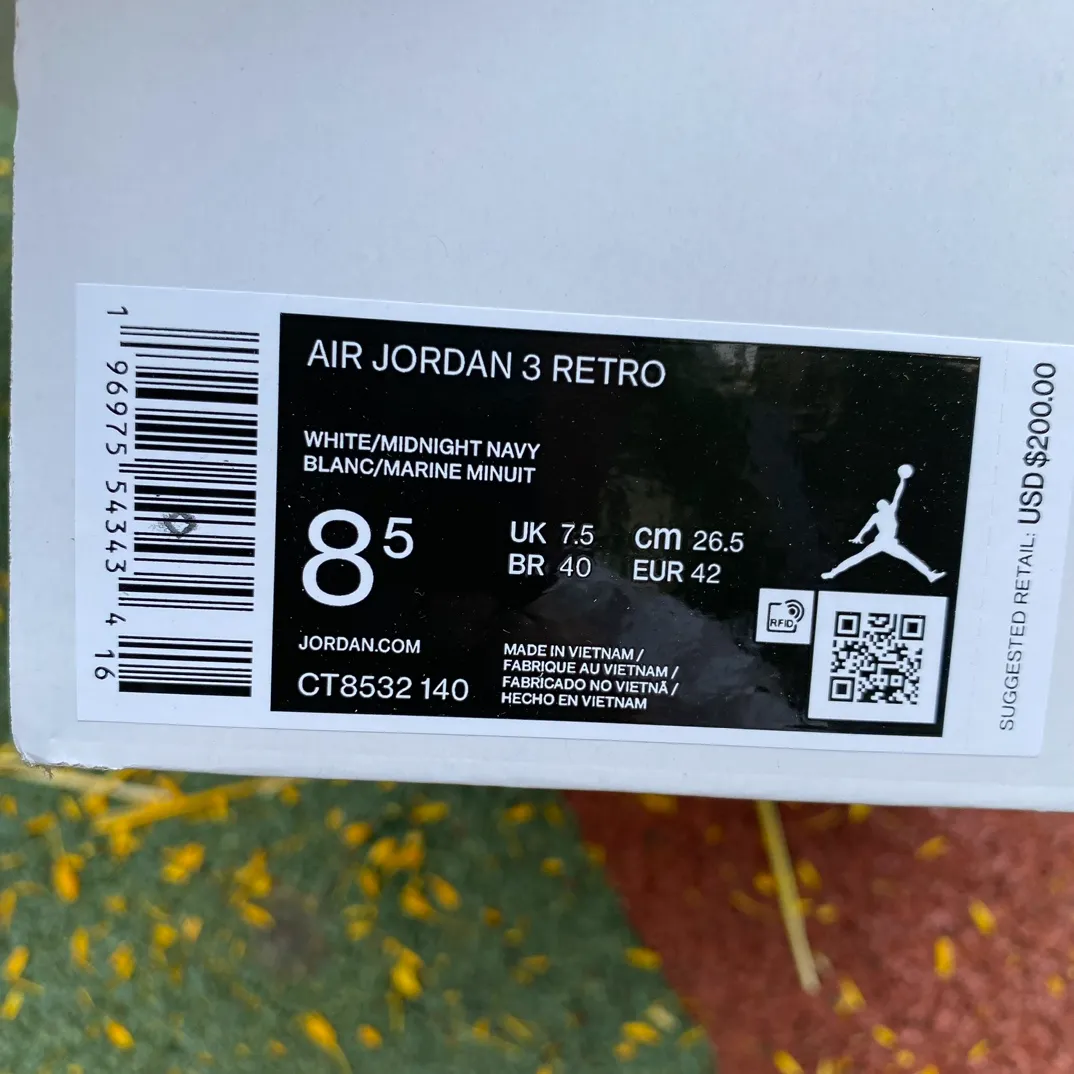 AIR JORDAN 3 RETRO
WHITE/MIDNIGHT NAVY
BLANC/MARINE MINUIT
8 5
UK 7.5 cm 26.5
BR 40 EUR 42
JORDAN.COM
CT8532 140
MADE IN VIETNAM /
FABRIQUE AU VIETNAM /
FABRICADO NO VIETNÃ /
HECHO EN VIETNAM
RFID
1 96975 54343 4 16
SUGGESTED RETAIL: USD $200.00